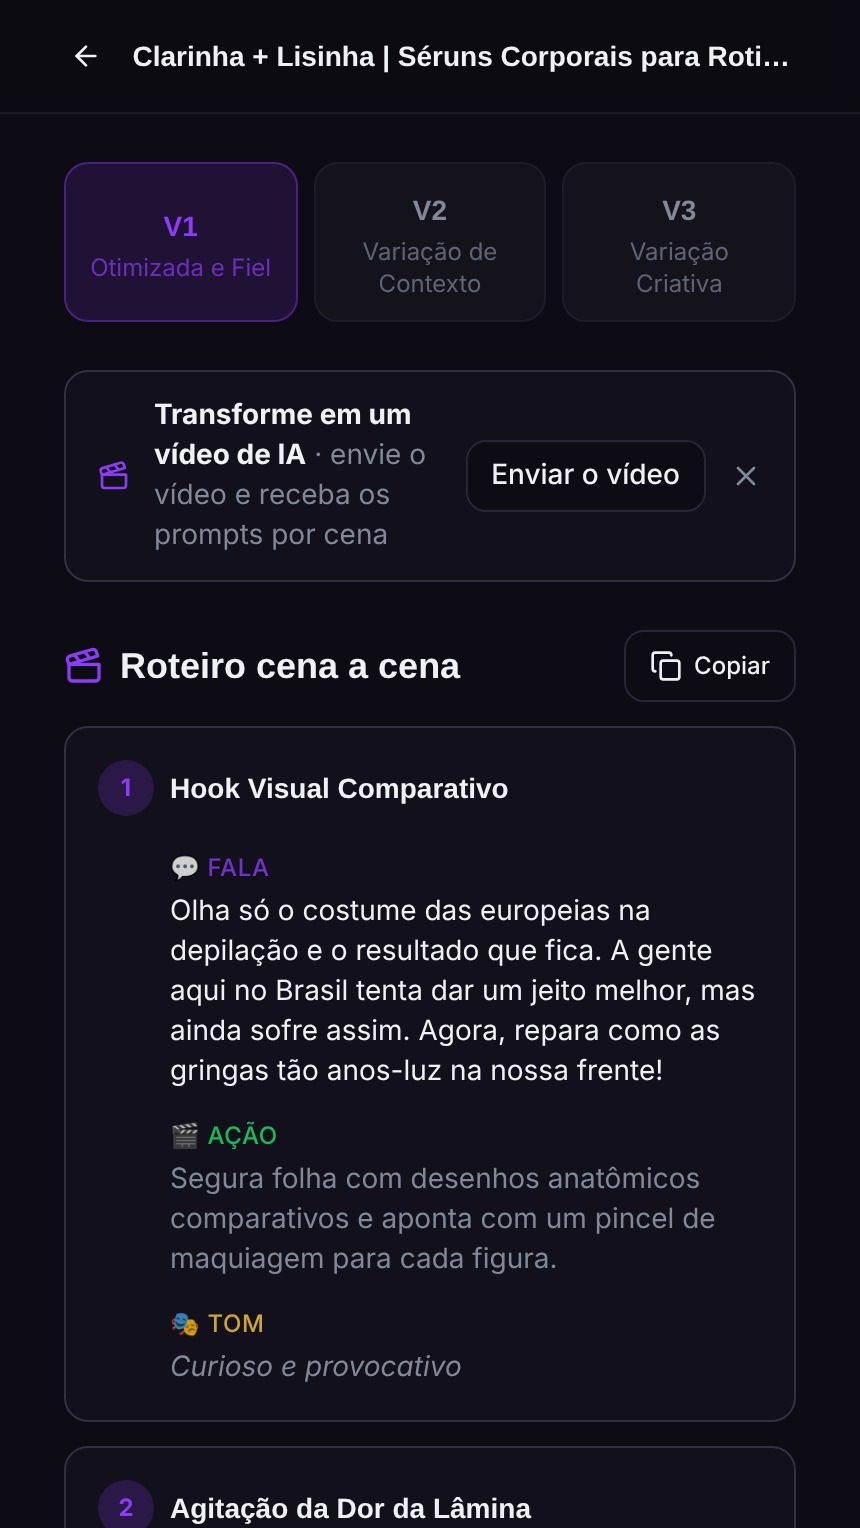 Clarinha + Lisinha | Séruns Corporais para Roti...
V1
Otimizada e Fiel
V2
Variação de
Contexto
V3
Variação
Criativa
Transforme em um
vídeo de IA · envie o
vídeo e receba os
prompts por cena
Enviar o vídeo
Roteiro cena a cena
Copiar
1
Hook Visual Comparativo
💬 FALA
Olha só o costume das europeias na
depilação e o resultado que fica. A gente
aqui no Brasil tenta dar um jeito melhor, mas
ainda sofre assim. Agora, repara como as
gringas tão anos-luz na nossa frente!
🎬 AÇÃO
Segura folha com desenhos anatômicos
comparativos e aponta com um pincel de
maquiagem para cada figura.
🎭 TOM
Curioso e provocativo
2
Agitação da Dor da Lâmina